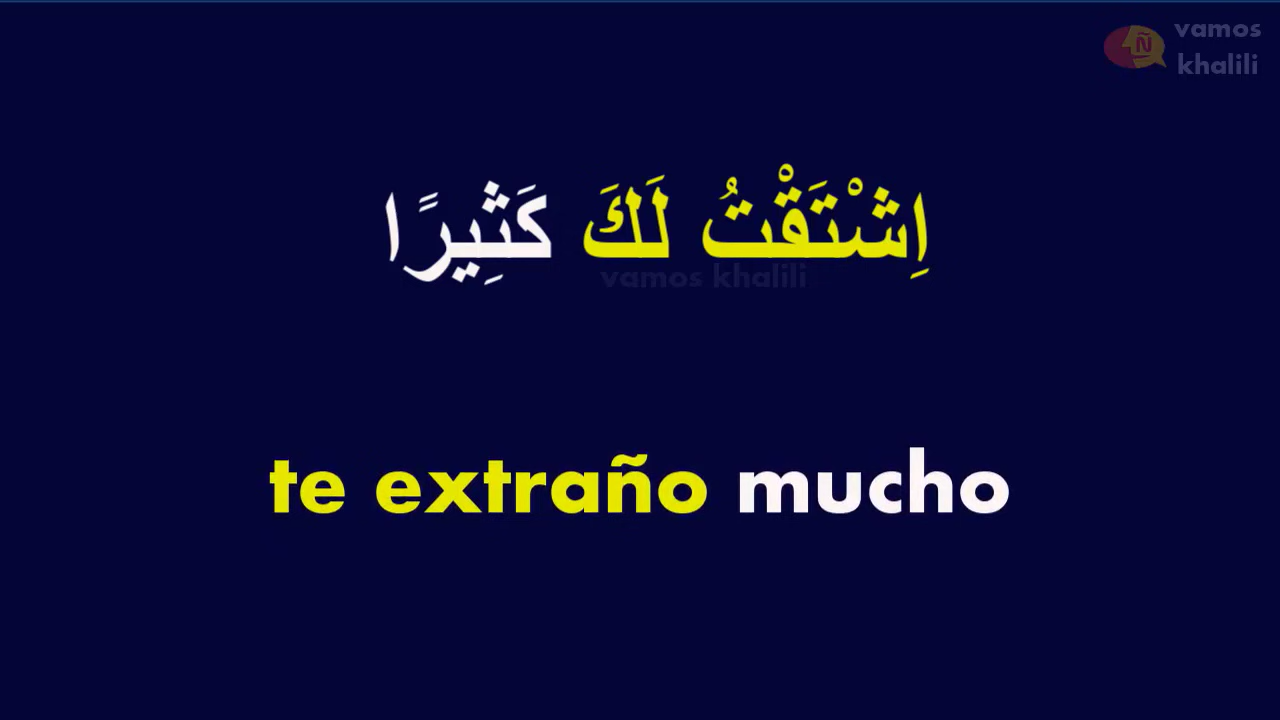 vamos
khalili
Ñ
اِشْتَقْتُ لَكَ كَثِيرًا
vamos khalili
te extraño mucho